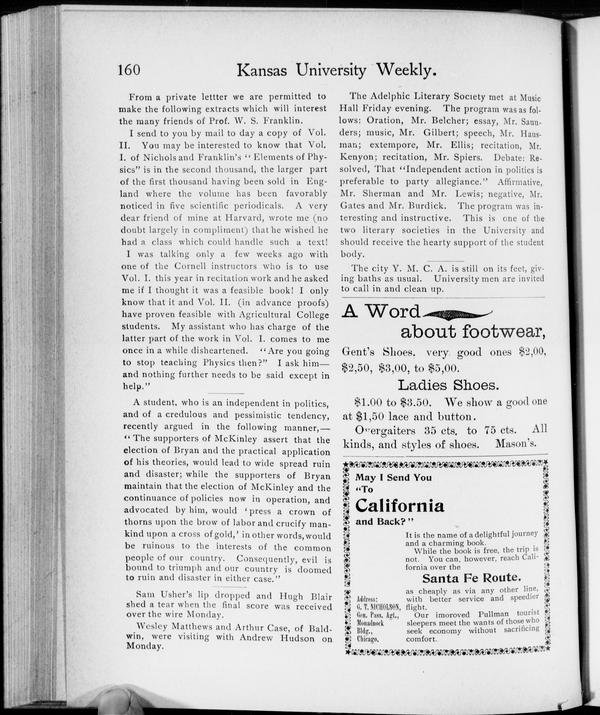 160
Kansas University Weekly.
From a private lettter we are permitted to
make the following extracts which will interest
the many friends of Prof. W. S. Franklin.
I send to you by mail to day a copy of Vol.
II. You may be interested to know that Vol.
I. of Nichols and Franklin's "Elements of Phy-
sics" is in the second thousand, the larger part
of the first thousand having been sold in Eng-
land where the volume has been favorably
noticed in five scientific periodicals. A very
dear friend of mine at Harvard, wrote me (no
doubt largely in compliment) that he wished he
had a class which could handle such a text!
I was talking only a few weeks ago with
one of the Cornell instructors who is to use
Vol. I. this year in recitation work and he asked
me if I thought it was a feasible book! I only
know that it and Vol. II. (in advance proofs)
have proven feasible with Agricultural College
students. My assistant who has charge of the
latter part of the work in Vol. I. comes to me
once in a while disheartened. "Are you going
to stop teaching Physics then?" I ask him—
and nothing further needs to be said except in
help."
A student, who is an independent in politics,
and of a credulous and pessimistic tendency,
recently argued in the following manner,—
"The supporters of McKinley assert that the
election of Bryan and the practical application
of his theories, would lead to wide spread ruin
and disaster; while the supporters of Bryan
maintain that the election of McKinley and the
continuance of policies now in operation, and
advocated by him, would 'press a crown of
thorns upon the brow of labor and crucify man-
kind upon a cross of gold,' in other words, would
be ruinous to the interests of the common
people of our country. Consequently, evil is
bound to triumph and our country is doomed
to ruin and disaster in either case."
Sam Usher's lip dropped and Hugh Blair
shed a tear when the final score was received
over the wire Monday.
Wesley Matthews and Arthur Case, of Bald-
win, were visiting with Andrew Hudson on
Monday.
The Adelphic Literary Society met at Music
Hall Friday evening. The program was as fol-
lows: Oration, Mr. Belcher; essay, Mr. Saun-
ders; music, Mr. Gilbert; speech, Mr. Haus-
man; extempore, Mr. Ellis; recitation, Mr.
Kenyon; recitation, Mr. Spiers. Debate: Re-
solved, That "Independent action in politics is
preferable to party allegiance." Affirmative,
Mr. Sherman and Mr. Lewis; negative, Mr.
Gates and Mr. Burdick. The program was in-
teresting and instructive. This is one of the
two literary societies in the University and
should receive the hearty support of the student
body.
The city Y. M. C. A. is still on its feet, giv-
ing baths as usual. University men are invited
to call in and clean up.
A Word
about footwear,
Gent's Shoes. very good ones $2,00,
$2,50, $3,00, to $5,00.
Ladies Shoes.
$1.00 to $3.50. We show a good one
at $1,50 lace and button.
Overgaiters 35 cts. to 75 cts. All
kinds, and styles of shoes. Mason's.
May I Send You
"To
California
and Back?"
It is the name of a delightful journey
and a charming book.
While the book is free, the trip is
not. You can, however, reach Cali-
fornia over the
Santa Fe Route.
as cheaply as via any other line,
with better service and speedier
flight.
Our imoroved Pullman tourist
sleepers meet the wants of those who
seek economy without sacrificing
comfort.
Address:
G. T. NICHOLSON,
Gen. Pass. Agt.,
Monadnock
Bldg.,
Chicago.